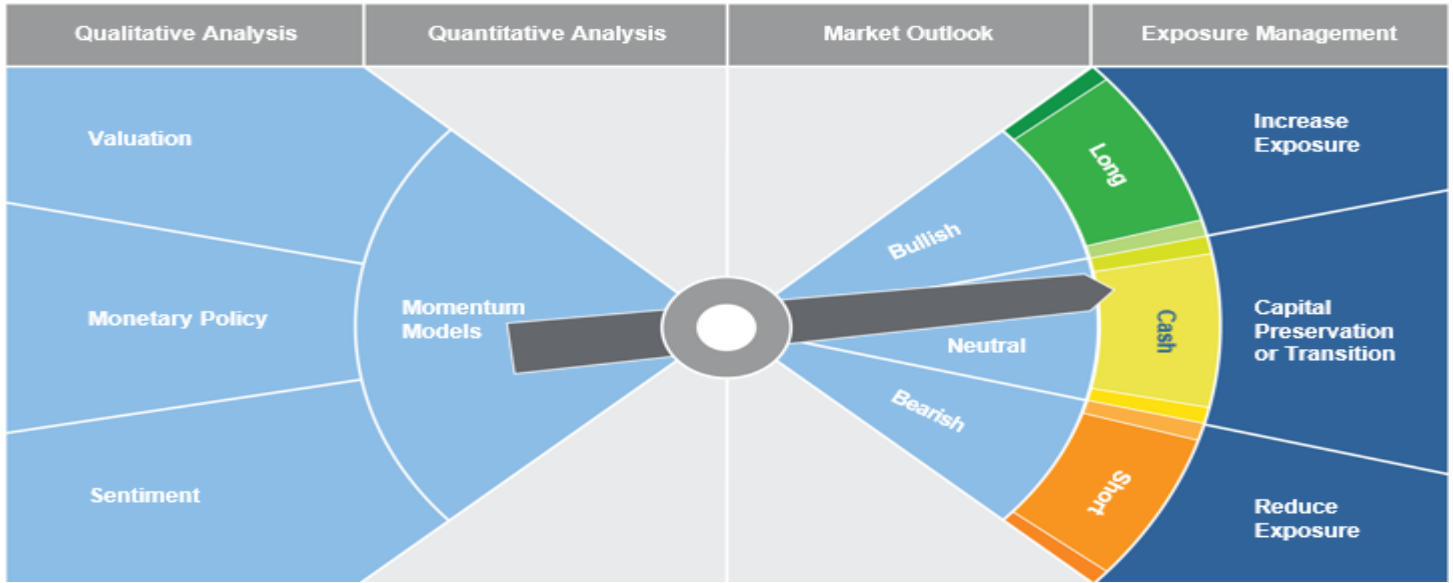 Qualitative Analysis
Quantitative Analysis
Market Outlook
Exposure Management
Valuation
Monetary Policy
Sentiment
Momentum
Models
Bullish
Neutral
Bearish
Long
Cash
Short
Increase
Exposure
Capital
Preservation
or Transition
Reduce
Exposure